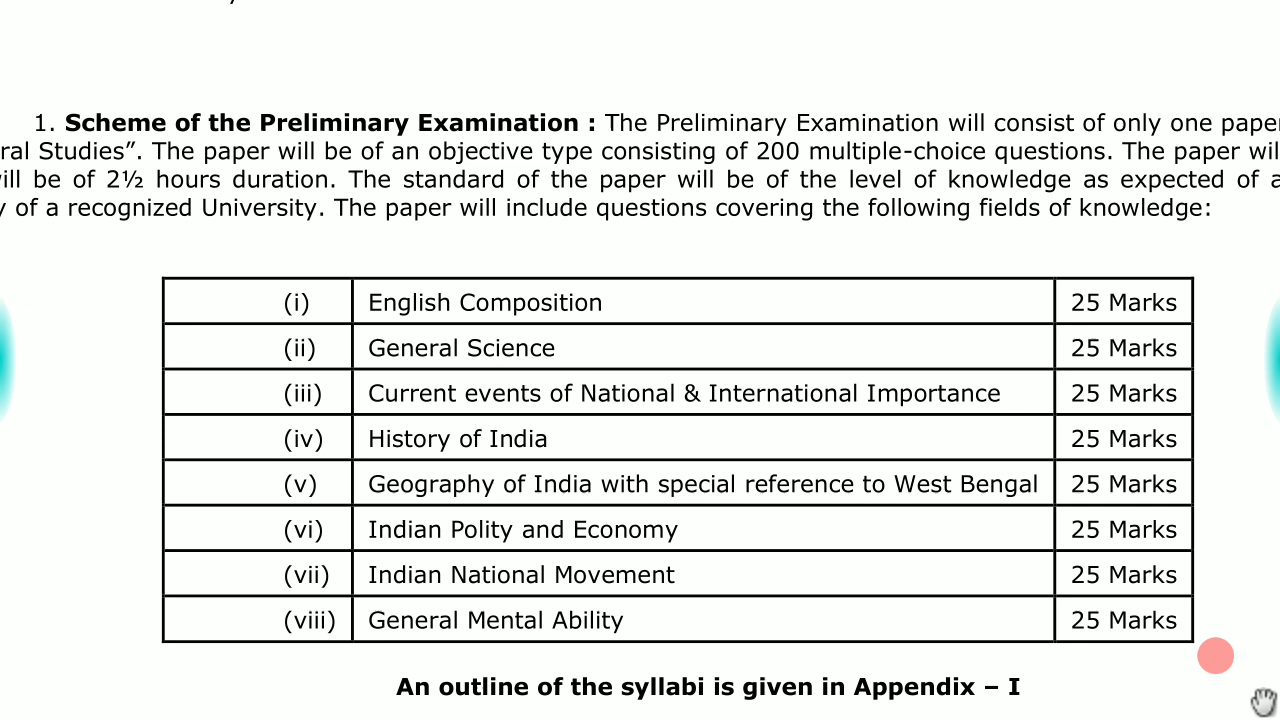 1. Scheme of the Preliminary Examination : The Preliminary Examination will consist of only one paper
ral Studies”. The paper will be of an objective type consisting of 200 multiple-choice questions. The paper wil
ill be of 2½ hours duration. The standard of the paper will be of the level of knowledge as expected of a
y of a recognized University. The paper will include questions covering the following fields of knowledge:
(i) English Composition 25 Marks
(ii) General Science 25 Marks
(iii) Current events of National & International Importance 25 Marks
(iv) History of India 25 Marks
(v) Geography of India with special reference to West Bengal 25 Marks
(vi) Indian Polity and Economy 25 Marks
(vii) Indian National Movement 25 Marks
(viii) General Mental Ability 25 Marks
An outline of the syllabi is given in Appendix – I